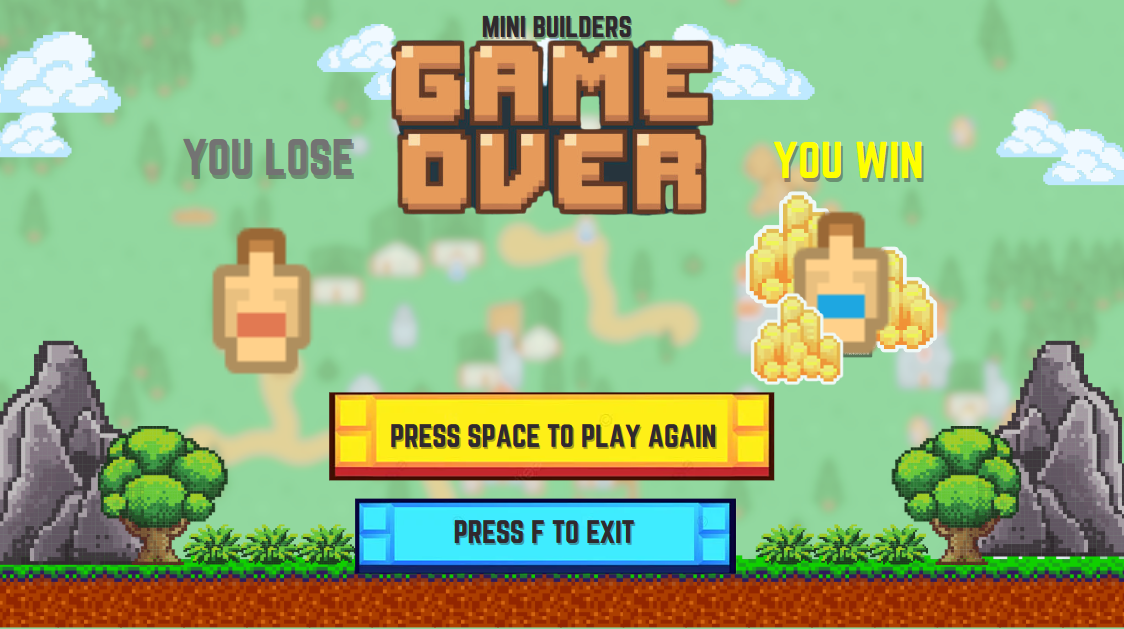 MINI BUILDERS
GAME
OVER
YOU LOSE
YOU WIN
PRESS SPACE TO PLAY AGAIN
PRESS F TO EXIT